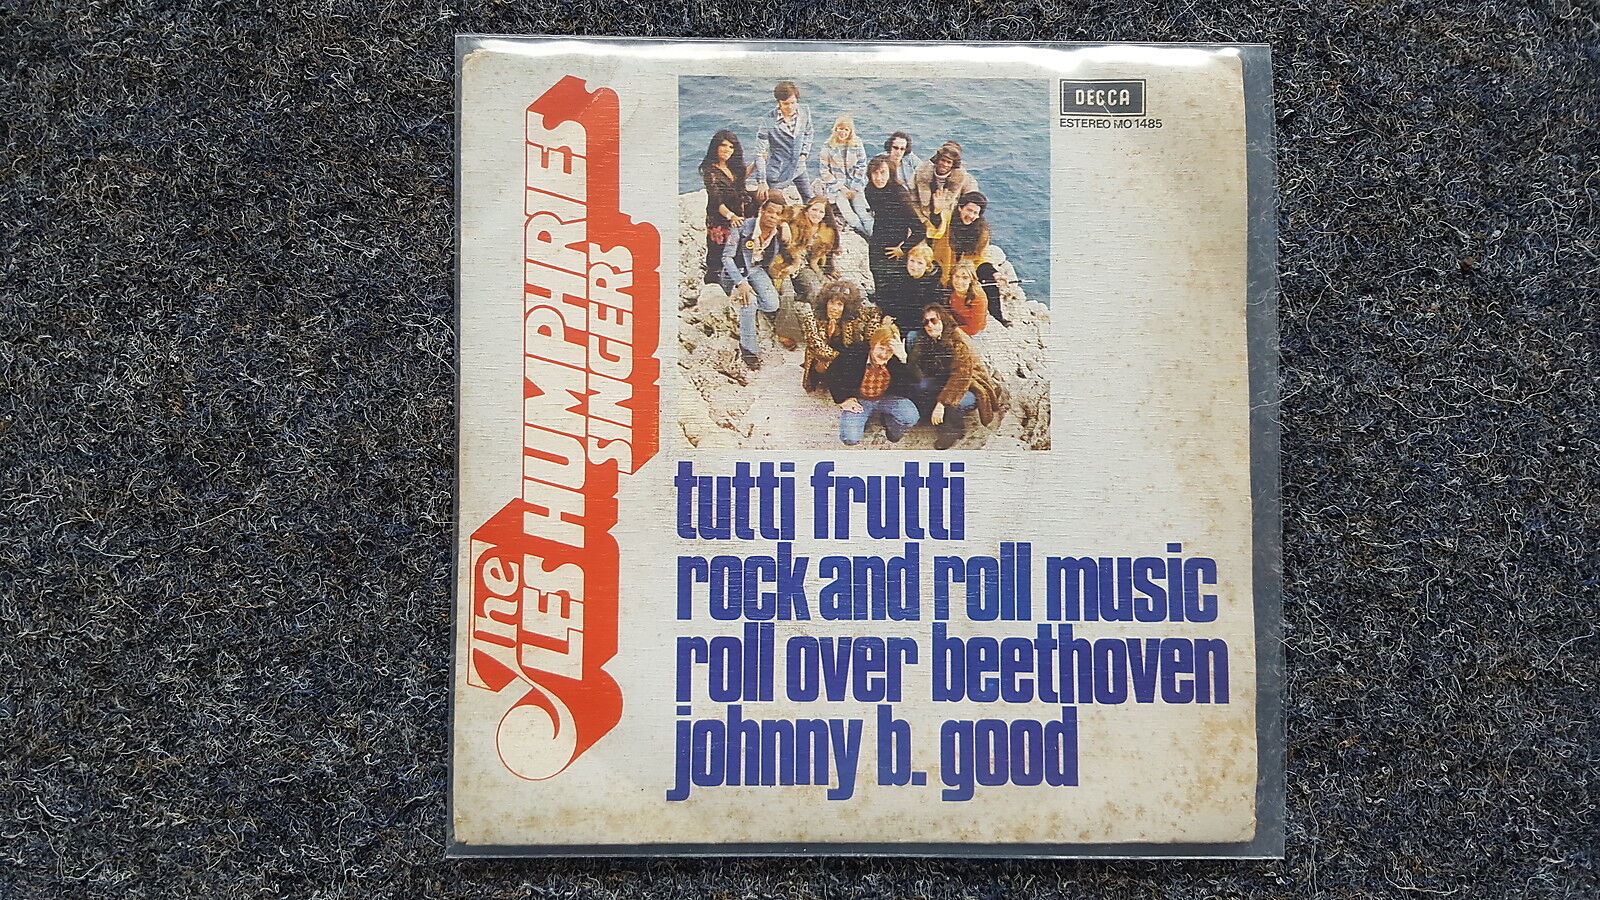 The
LES HUMPHRIES
SINGERS
DECCA
ESTEREO MO 1485
tutti frutti
rock and roll music
roll over beethoven
johnny b. good